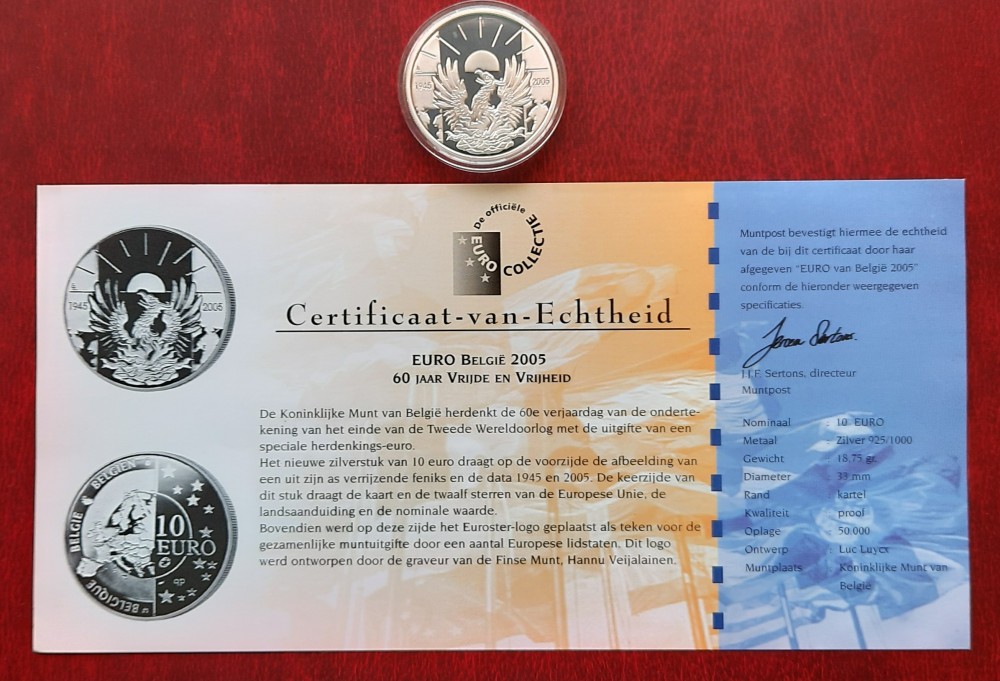 1945 2005
De officiële
EURO
COLLECTIE
Certificaat-van-Echtheid
EURO BELGIË 2005
60 JAAR VRIJDE EN VRIJHEID
De Koninklijke Munt van België herdenkt de 60e verjaardag van de onderte-
kening van het einde van de Tweede Wereldoorlog met de uitgifte van een
speciale herdenkings-euro.
Het nieuwe zilverstuk van 10 euro draagt op de voorzijde de afbeelding van
een uit zijn as verrijzende feniks en de data 1945 en 2005. De keerzijde van
dit stuk draagt de kaart en de twaalf sterren van de Europese Unie, de
landsaanduiding en de nominale waarde.
Bovendien werd op deze zijde het Euroster-logo geplaatst als teken voor de
gezamenlijke muntuitgifte door een aantal Europese lidstaten. Dit logo
werd ontworpen door de graveur van de Finse Munt, Hannu Veijalainen.
1945 2005
BELGIE BELGIEN
10
EURO
BELGIQUE
Muntpost bevestigt hiermee de echtheid
van de bij dit certificaat door haar
afgegeven "EURO van België 2005"
conform de hieronder weergegeven
specificaties.
Jeroen Sertons.
J.J.F. Sertons, directeur
Muntpost
Nominaal : 10 EURO
Metaal : Zilver 925/1000
Gewicht : 18.75 gr.
Diameter : 33 mm
Rand : kartel
Kwaliteit : proof
Oplage : 50.000
Ontwerp : Luc Luycx
Muntplaats : Koninklijke Munt van
België